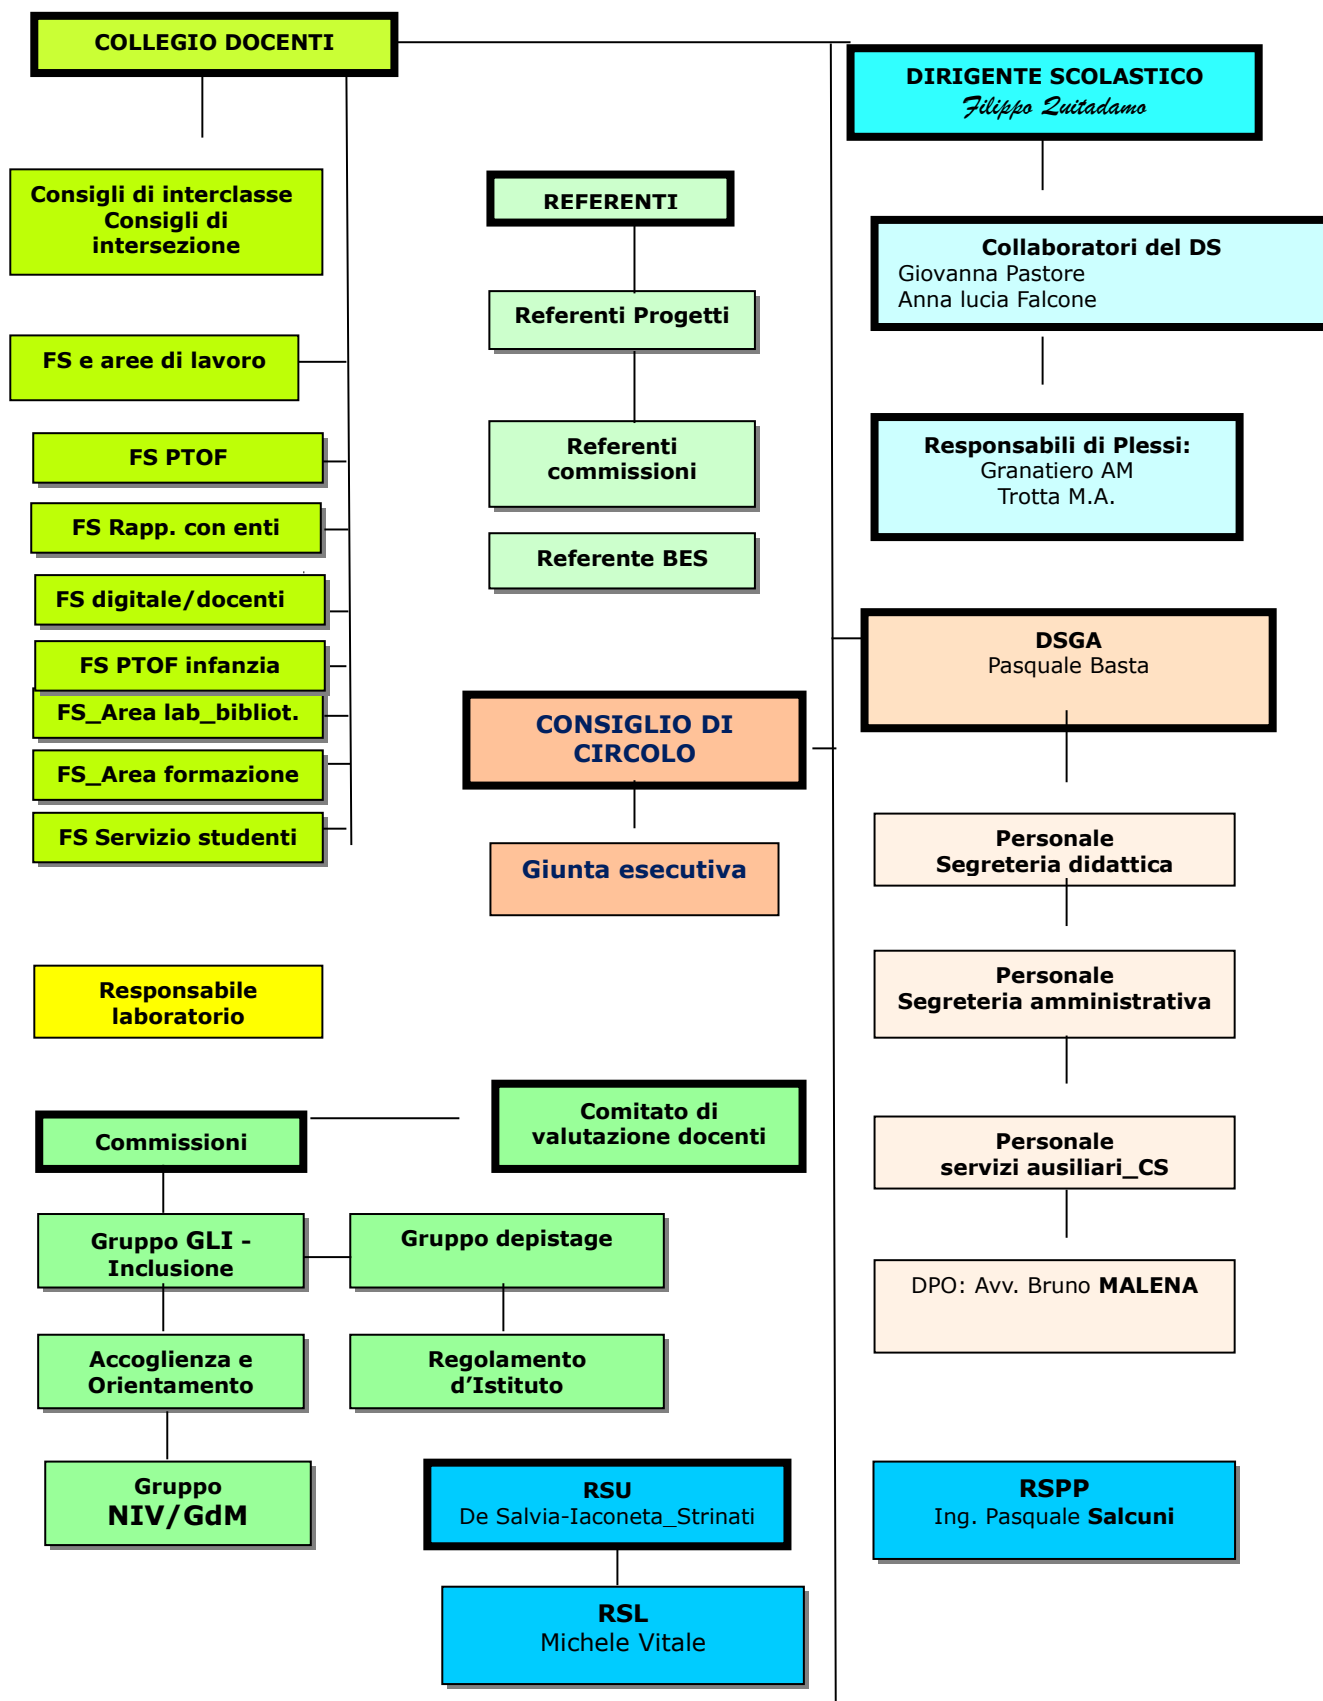 COLLEGIO DOCENTI
DIRIGENTE SCOLASTICO
Filippo Quitadamo
Consigli di interclasse
Consigli di
intersezione
REFERENTI
Collaboratori del DS
Giovanna Pastore
Anna lucia Falcone
Referenti Progetti
FS e aree di lavoro
Referenti
commissioni
Responsabili di Plessi:
Granatiero AM
Trotta M.A.
FS PTOF
FS Rapp. con enti
Referente BES
FS digitale/docenti
FS PTOF infanzia
DSGA
Pasquale Basta
FS_Area lab_bibliot.
CONSIGLIO DI
CIRCOLO
FS_Area formazione
FS Servizio studenti
Giunta esecutiva
Personale
Segreteria didattica
Responsabile
laboratorio
Personale
Segreteria amministrativa
Comitato di
valutazione docenti
Commissioni
Personale
servizi ausiliari_CS
Gruppo GLI -
Inclusione
Gruppo depistage
DPO: Avv. Bruno MALENA
Accoglienza e
Orientamento
Regolamento
d’Istituto
Gruppo
NIV/GdM
RSU
De Salvia-Iaconeta_Strinati
RSPP
Ing. Pasquale Salcuni
RSL
Michele Vitale